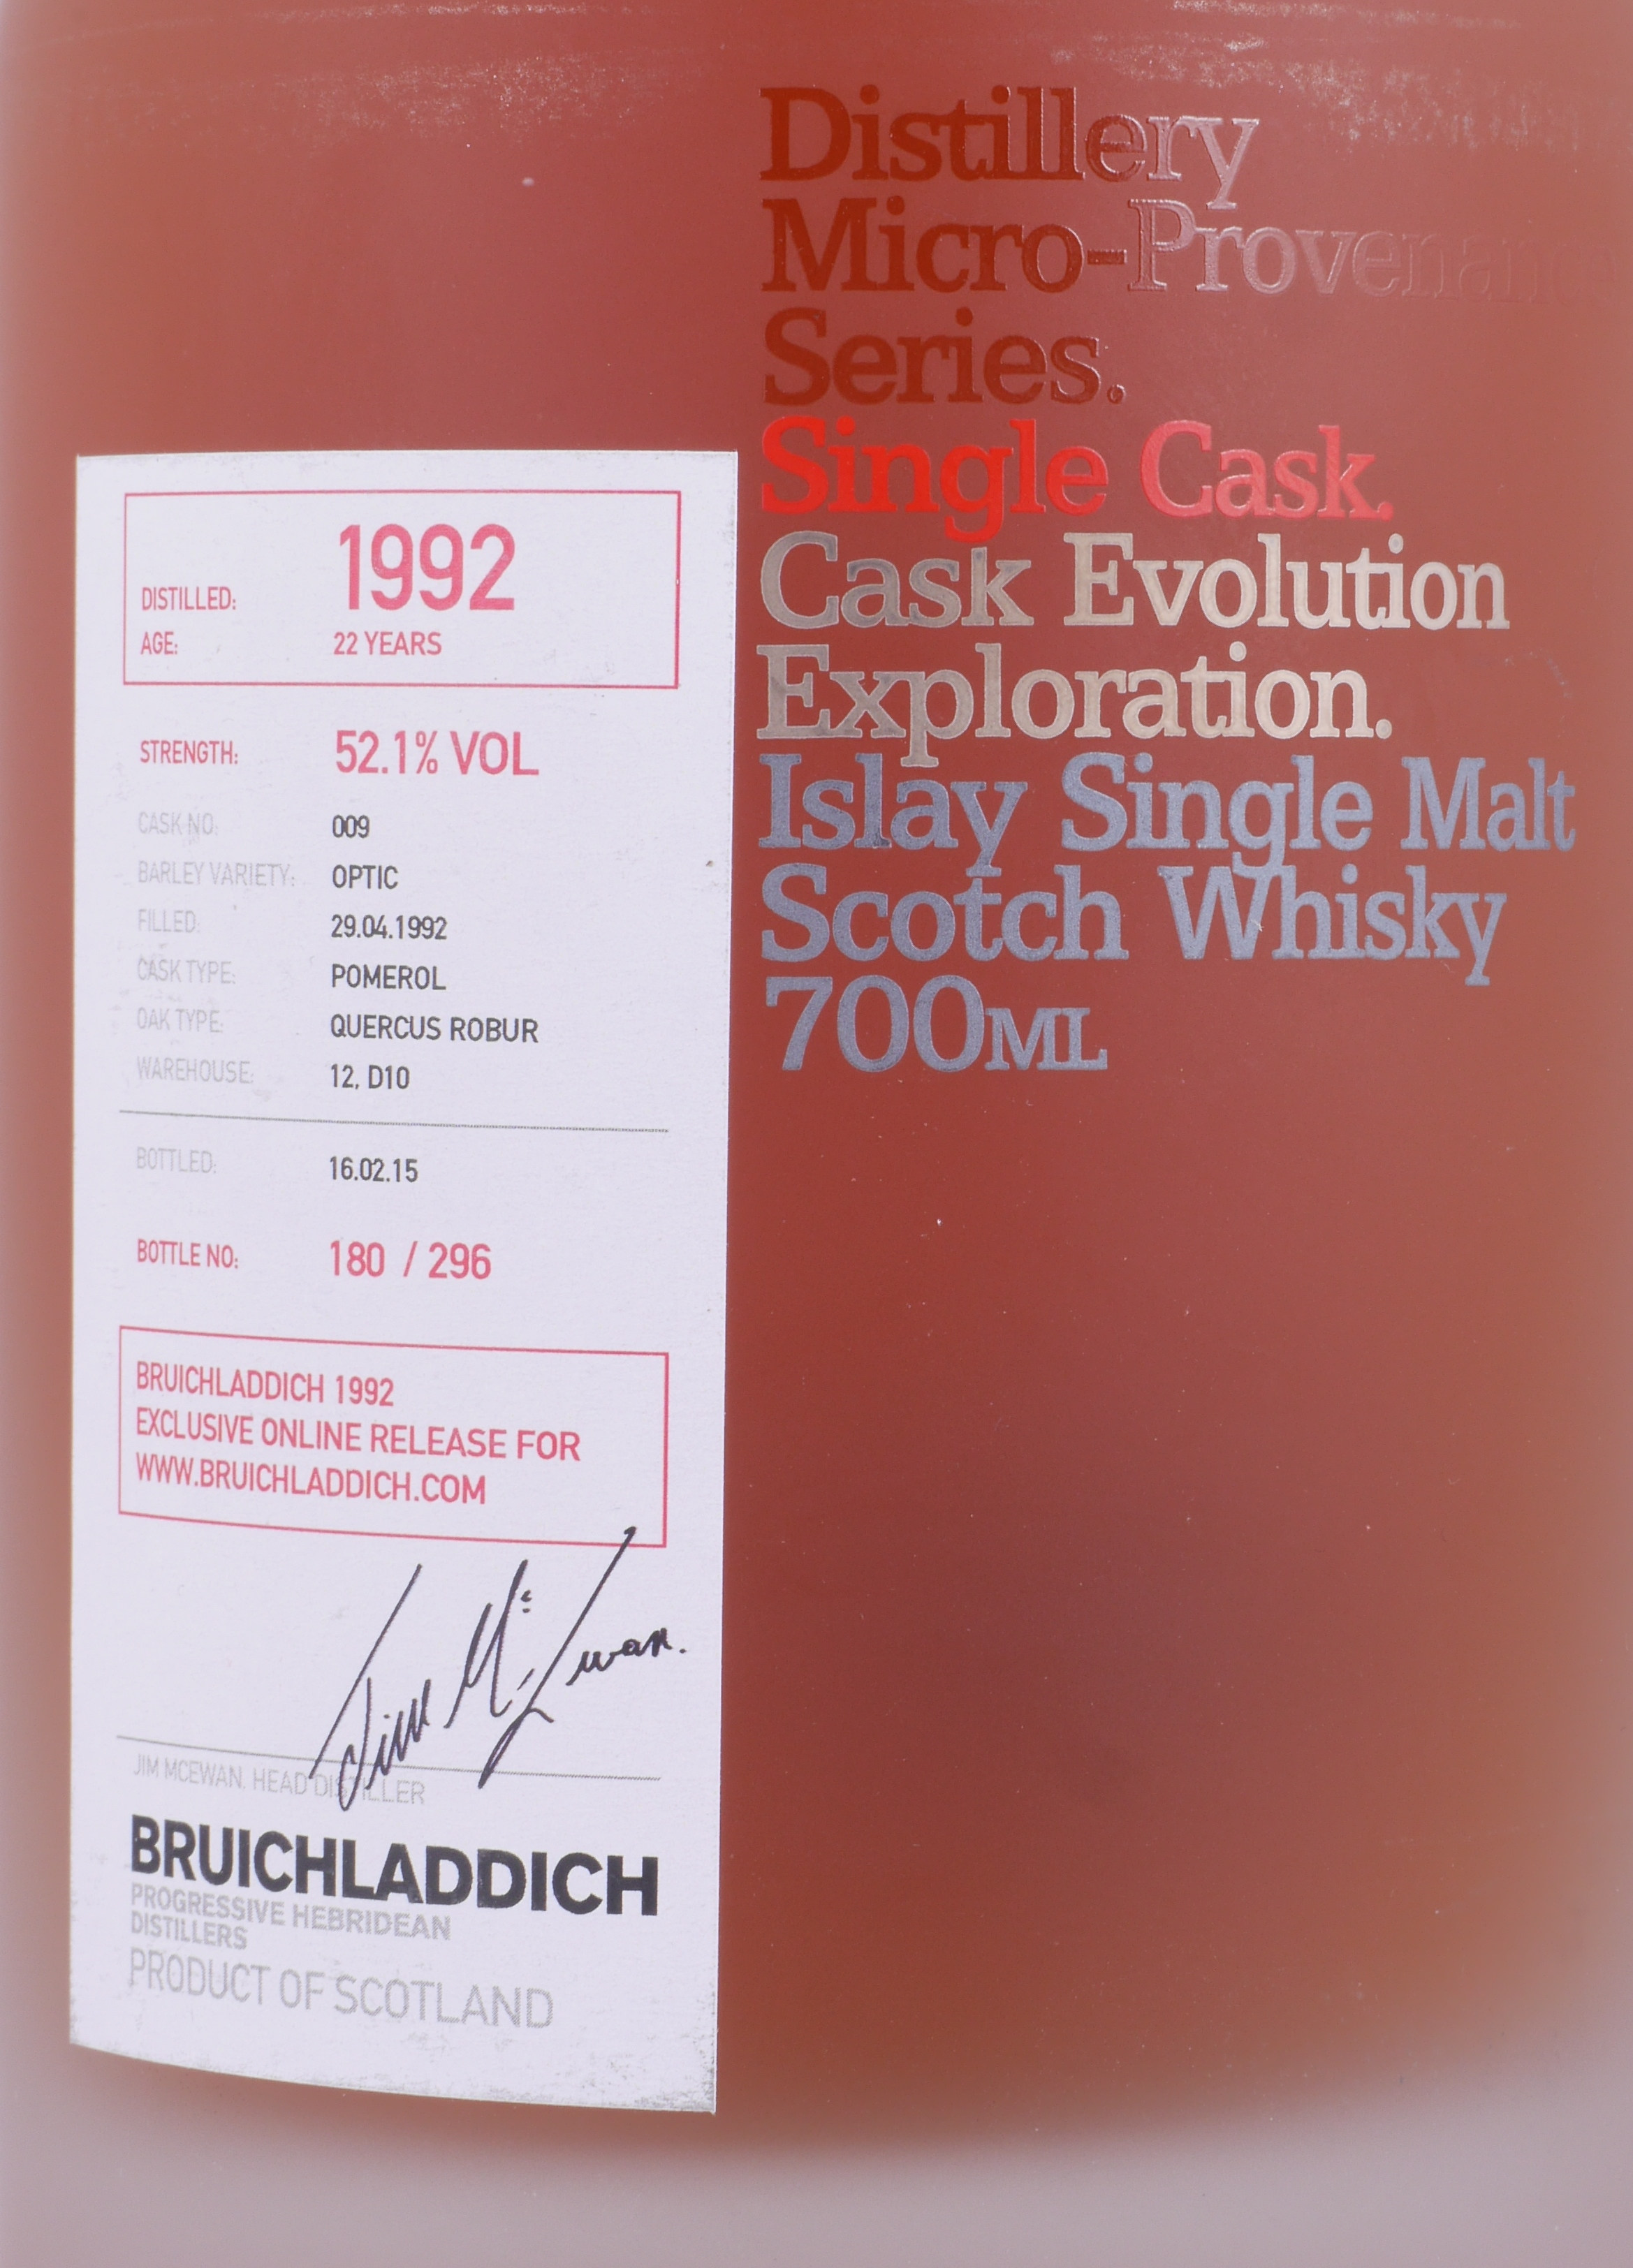 Distillery
Micro-Provenance
Series.
Single Cask.
Cask Evolution
Exploration.
Islay Single Malt
Scotch Whisky
700ML
DISTILLED: 1992
AGE: 22 YEARS
STRENGTH: 52.1% VOL
CASK NO: 009
BARLEY VARIETY: OPTIC
FILLED: 29.04.1992
CASK TYPE: POMEROL
OAK TYPE: QUERCUS ROBUR
WAREHOUSE: 12, D10
BOTTLED: 16.02.15
BOTTLE NO: 180 / 296
BRUICHLADDICH 1992
EXCLUSIVE ONLINE RELEASE FOR
WWW.BRUICHLADDICH.COM
Jim McEwan.
JIM MCEWAN. HEAD DISTILLER
BRUICHLADDICH
PROGRESSIVE HEBRIDEAN
DISTILLERS
PRODUCT OF SCOTLAND